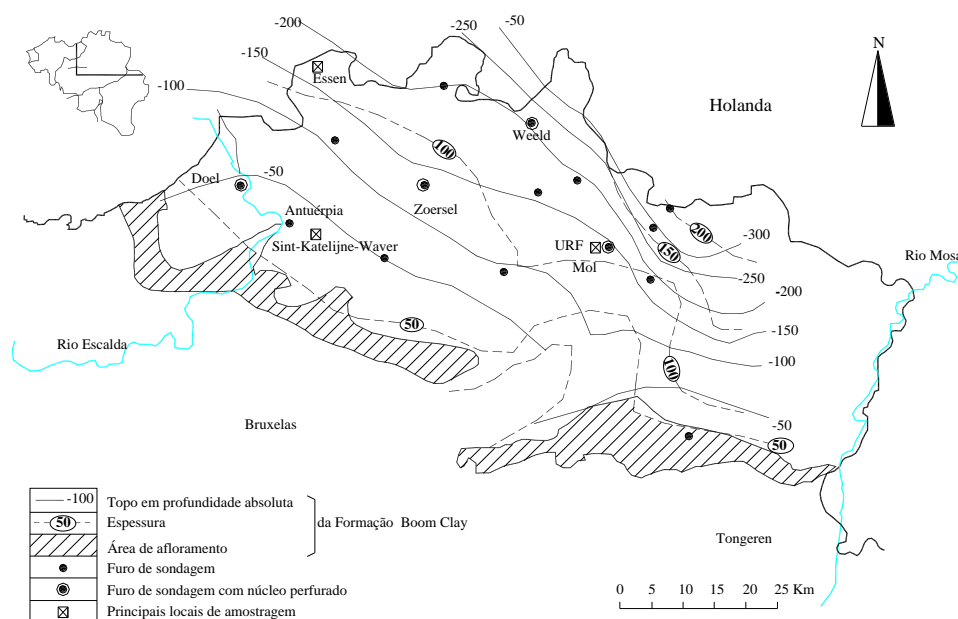 -200
-250
-50
-150
Essen
-100
N
Holanda
Weeld
100
Doel
-50
Zoersel
Antuérpia
Sint-Katelijne-Waver
200
URF
150
-300
Mol
-250
Rio Mosa
-200
50
-150
Rio Escalda
-100
100
-50
Bruxelas
50
-100 Topo em profundidade absoluta
50 Espessura
da Formação Boom Clay
Área de afloramento
Tongeren
Furo de sondagem
Furo de sondagem com núcleo perfurado
0 5 10 15 20 25 Km
Principais locais de amostragem